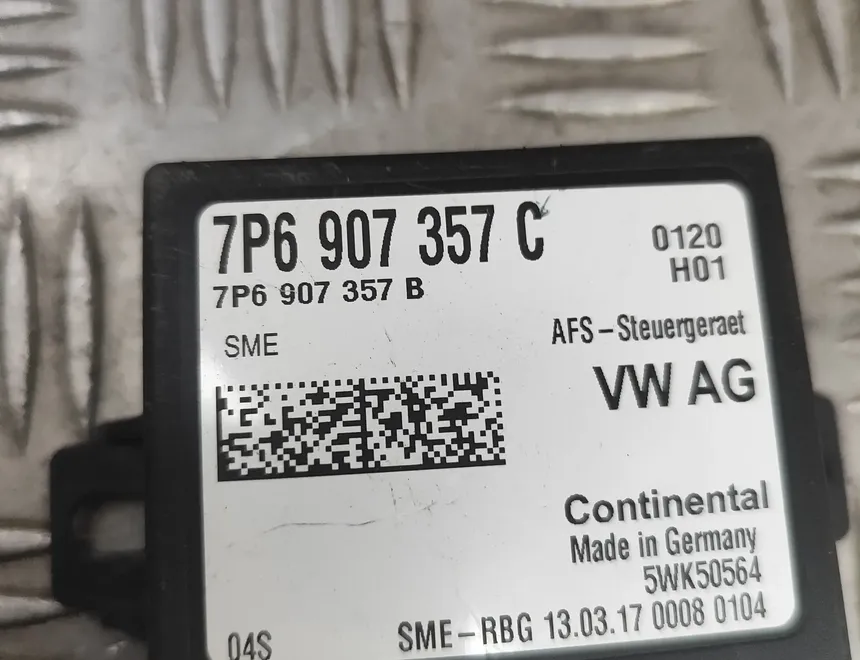 7P6 907 357 C
0120
H01
7P6 907 357 B
SME
AFS-Steuergeraet
VW AG
Continental
Made in Germany
5WK50564
04S
SME-RBG 13.03.17 0008 0104